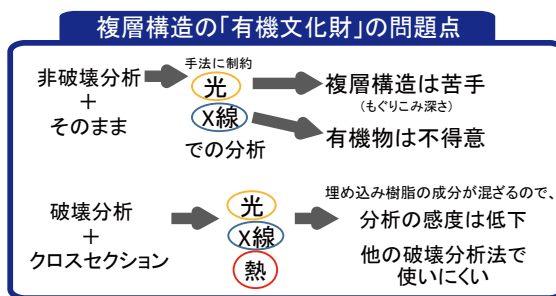 複層構造の「有機文化財」の問題点
非破壊分析
+
そのまま
手法に制約
光
X線
での分析
複層構造は苦手
(もぐりこみ深さ)
有機物は不得意
破壊分析
+
クロスセクション
光
X線
熱
埋め込み樹脂の成分が混ざるので、
分析の感度は低下
他の破壊分析法で
使いにくい